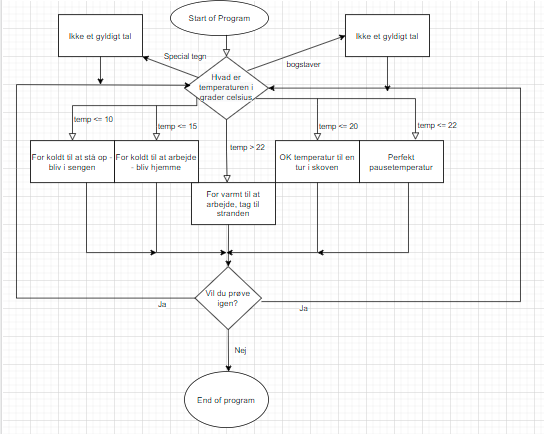 Start of Program
Ikke et gyldigt tal
Ikke et gyldigt tal
Special tegn
bogstaver
Hvad er
temperaturen i
grader celsius
temp <= 10
temp <= 15
temp <= 20
temp <= 22
temp > 22
For koldt til at stå op -
bliv i sengen
For koldt til at arbejde
- bliv hjemme
OK temperatur til en
tur i skoven
Perfekt
pausetemperatur
For varmt til at
arbejde, tag til
stranden
Vil du prøve
igen?
Ja
Ja
Nej
End of program